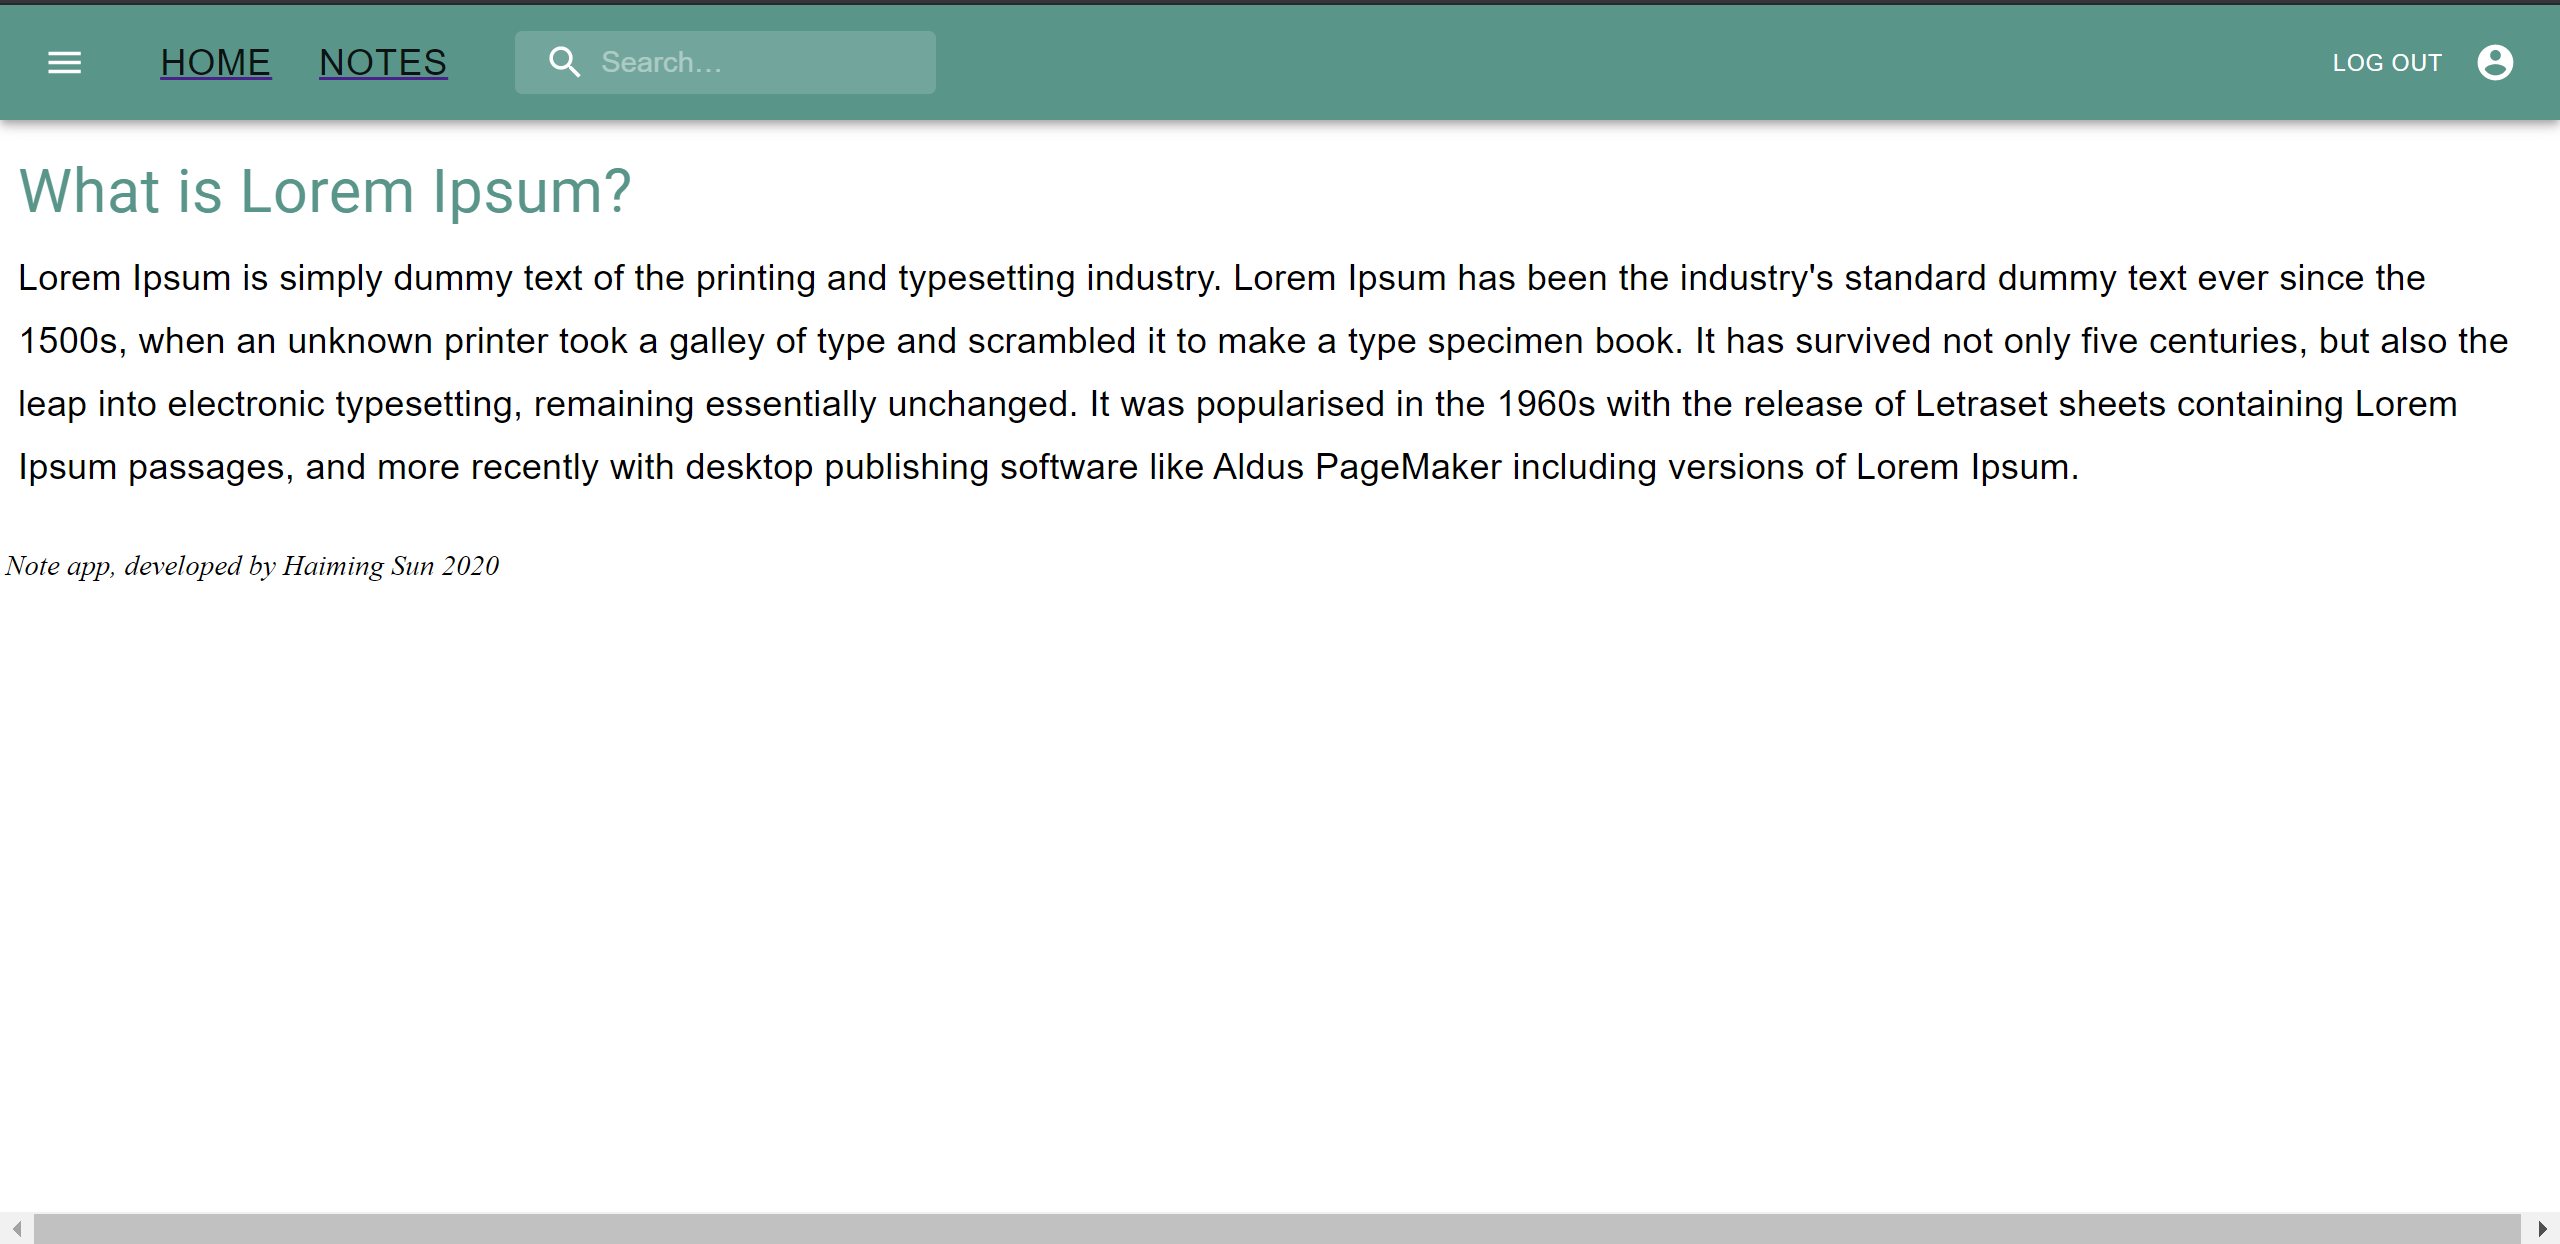 HOME NOTES Search... LOG OUT
What is Lorem Ipsum?
Lorem Ipsum is simply dummy text of the printing and typesetting industry. Lorem Ipsum has been the industry's standard dummy text ever since the
1500s, when an unknown printer took a galley of type and scrambled it to make a type specimen book. It has survived not only five centuries, but also the
leap into electronic typesetting, remaining essentially unchanged. It was popularised in the 1960s with the release of Letraset sheets containing Lorem
Ipsum passages, and more recently with desktop publishing software like Aldus PageMaker including versions of Lorem Ipsum.
Note app, developed by Haiming Sun 2020